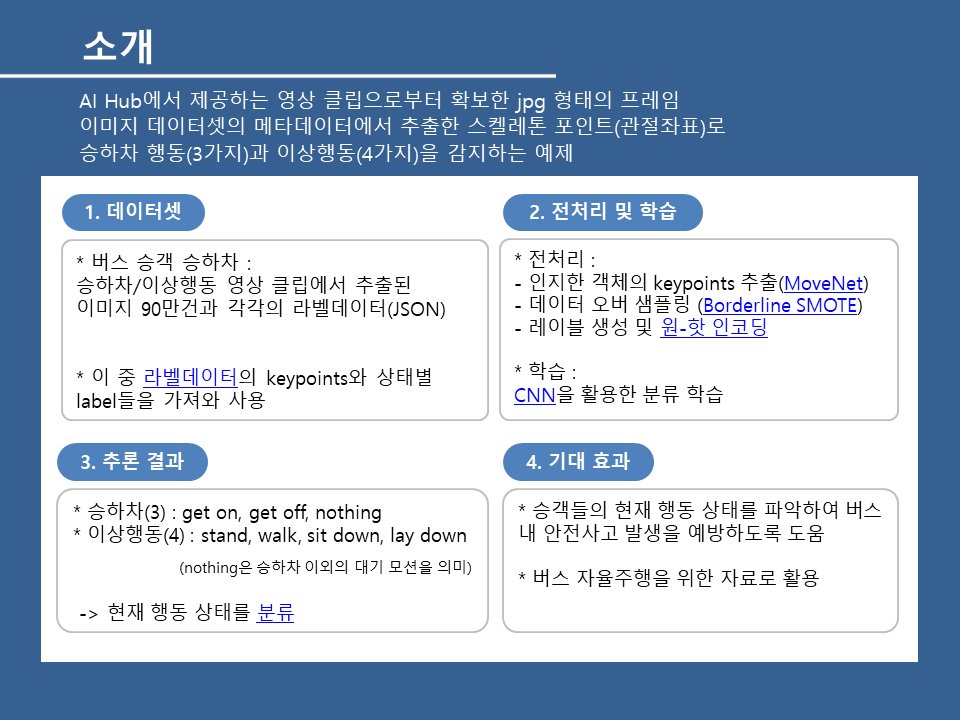 소개
AI Hub에서 제공하는 영상 클립으로부터 확보한 jpg 형태의 프레임
이미지 데이터셋의 메타데이터에서 추출한 스켈레톤 포인트(관절좌표)로
승하차 행동(3가지)과 이상행동(4가지)을 감지하는 예제
1. 데이터셋
* 버스 승객 승하차 :
승하차/이상행동 영상 클립에서 추출된
이미지 90만건과 각각의 라벨데이터(JSON)
* 이 중 라벨데이터의 keypoints와 상태별
label들을 가져와 사용
2. 전처리 및 학습
* 전처리 :
- 인지한 객체의 keypoints 추출(MoveNet)
- 데이터 오버 샘플링 (Borderline SMOTE)
- 레이블 생성 및 원-핫 인코딩
* 학습 :
CNN을 활용한 분류 학습
3. 추론 결과
* 승하차(3) : get on, get off, nothing
* 이상행동(4) : stand, walk, sit down, lay down
(nothing은 승하차 이외의 대기 모션을 의미)
-> 현재 행동 상태를 분류
4. 기대 효과
* 승객들의 현재 행동 상태를 파악하여 버스
내 안전사고 발생을 예방하도록 도움
* 버스 자율주행을 위한 자료로 활용